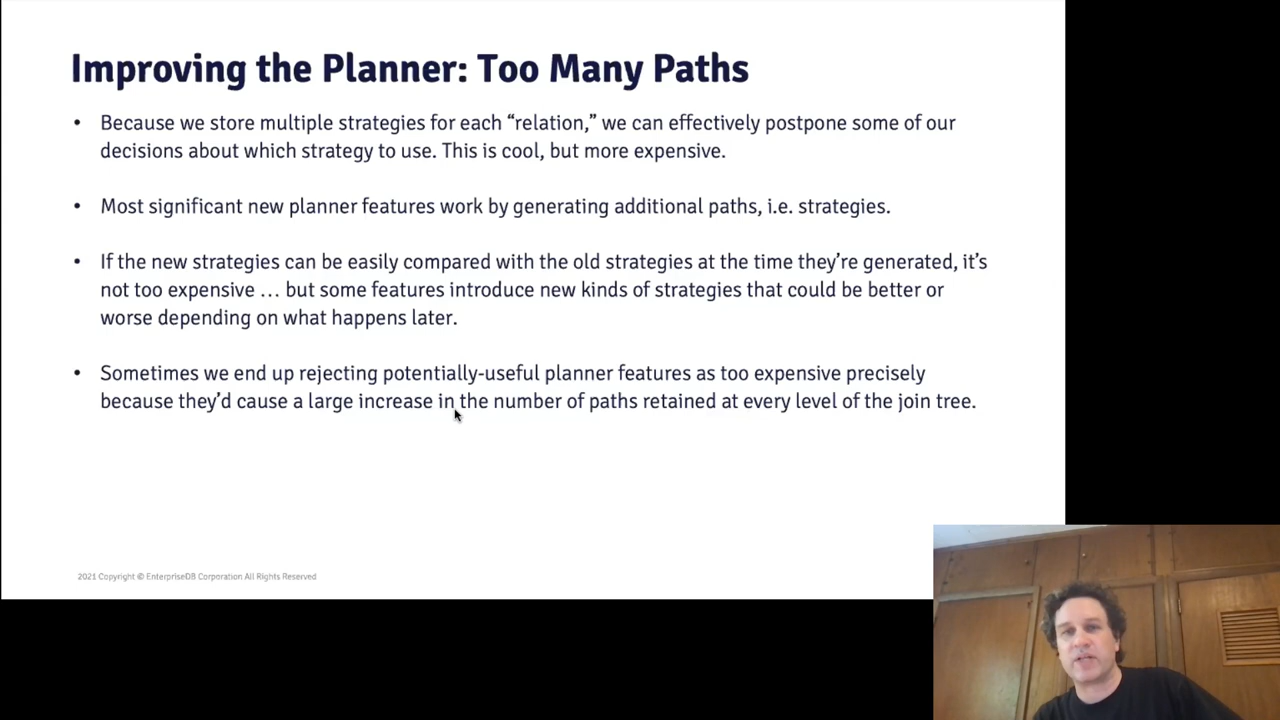 Improving the Planner: Too Many Paths
• Because we store multiple strategies for each “relation,” we can effectively postpone some of our
decisions about which strategy to use. This is cool, but more expensive.
• Most significant new planner features work by generating additional paths, i.e. strategies.
• If the new strategies can be easily compared with the old strategies at the time they’re generated, it’s
not too expensive … but some features introduce new kinds of strategies that could be better or
worse depending on what happens later.
• Sometimes we end up rejecting potentially-useful planner features as too expensive precisely
because they’d cause a large increase in the number of paths retained at every level of the join tree.
2021 Copyright © EnterpriseDB Corporation All Rights Reserved